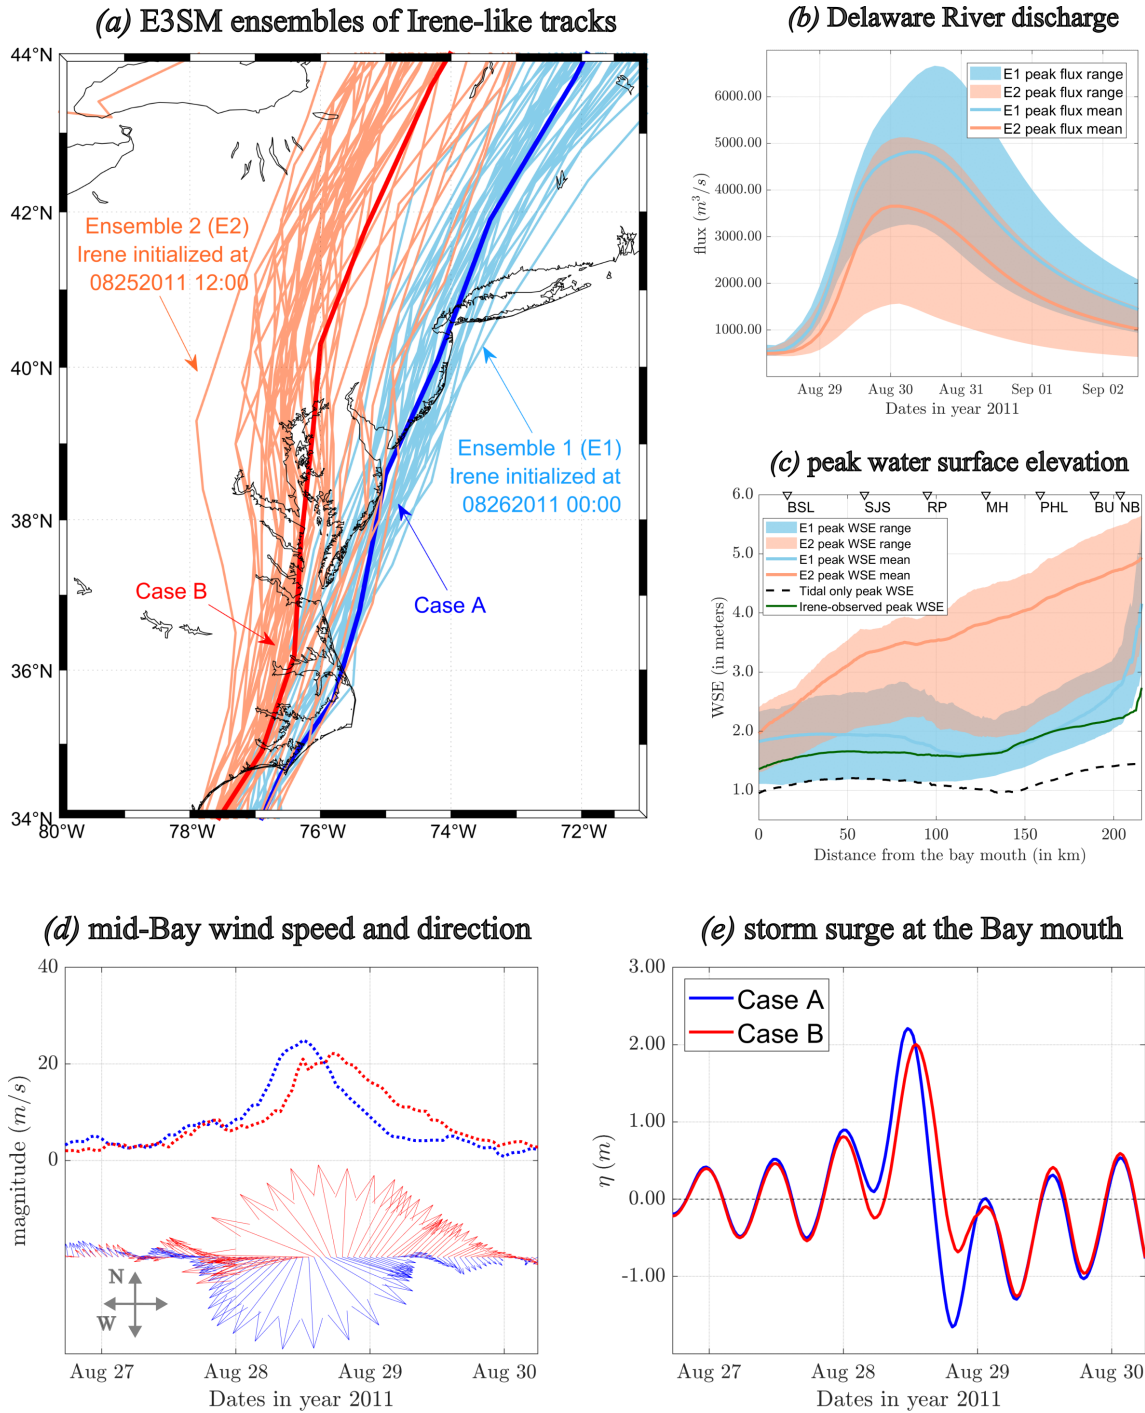 (a) E3SM ensembles of Irene-like tracks
44°N
42°N
40°N
38°N
36°N
34°N
80°W
78°W
76°W
74°W
72°W
Ensemble 2 (E2)
Irene initialized at
08252011 12:00
Ensemble 1 (E1)
Irene initialized at
08262011 00:00
Case B
Case A
(b) Delaware River discharge
flux (m³/s)
6000.00
5000.00
4000.00
3000.00
2000.00
1000.00
E1 peak flux range
E2 peak flux range
E1 peak flux mean
E2 peak flux mean
Aug 29
Aug 30
Aug 31
Sep 01
Sep 02
Dates in year 2011
(c) peak water surface elevation
WSE (in meters)
6.0
5.0
4.0
3.0
2.0
1.0
BSL
SJS
RP
MH
PHL
BU
NB
E1 peak WSE range
E2 peak WSE range
E1 peak WSE mean
E2 peak WSE mean
Tidal only peak WSE
Irene-observed peak WSE
0
50
100
150
200
Distance from the bay mouth (in km)
(d) mid-Bay wind speed and direction
magnitude (m/s)
40
20
0
N
W
Aug 27
Aug 28
Aug 29
Aug 30
Dates in year 2011
(e) storm surge at the Bay mouth
η (m)
3.00
2.00
1.00
0.00
-1.00
Case A
Case B
Aug 27
Aug 28
Aug 29
Aug 30
Dates in year 2011